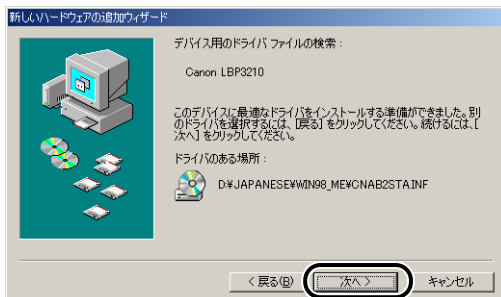 新しいハードウェアの追加ウィザード
デバイス用のドライバ ファイルの検索 :
Canon LBP3210
このデバイスに最適なドライバをインストールする準備ができました。別
のドライバを選択するには、[戻る] をクリックしてください。続けるには、[
次へ] をクリックしてください。
ドライバのある場所 :
D:¥JAPANESE¥WIN98_ME¥CNAB2STA.INF
< 戻る(B)
次へ >
キャンセル